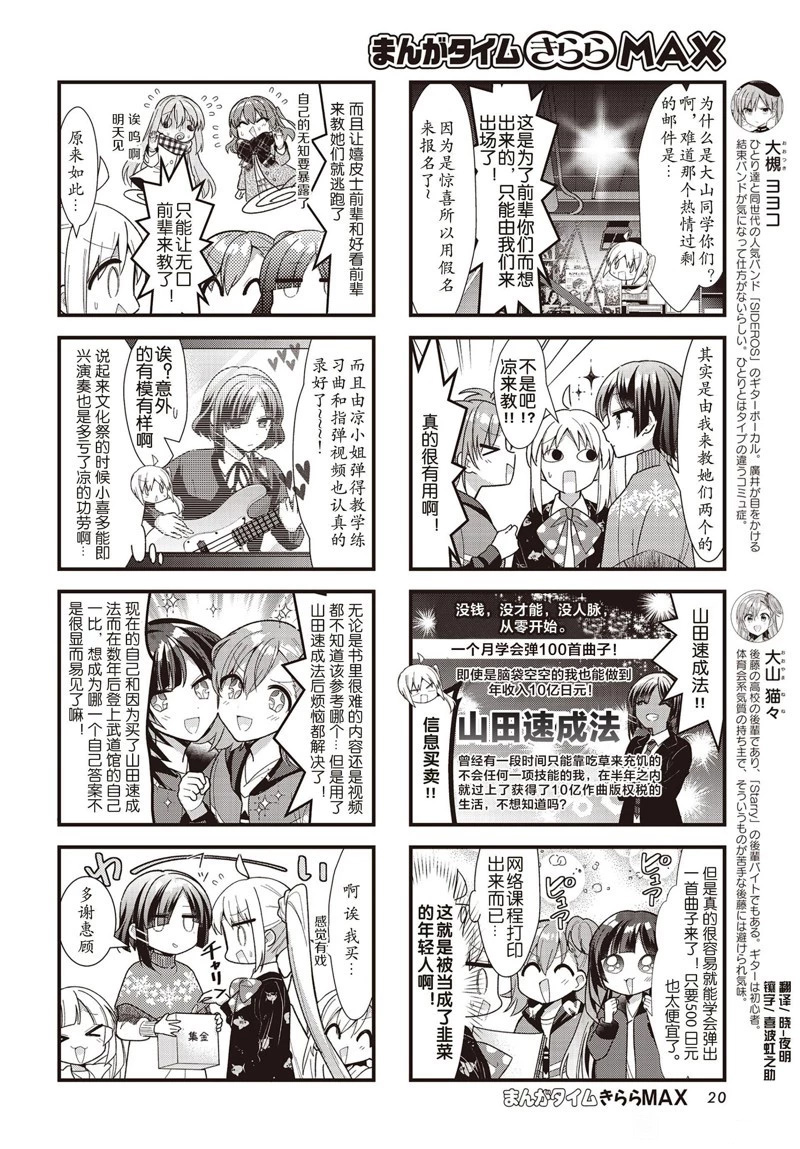 まんがタイムきららMAX
大槻 ヨヨコ
おおつき
ひとり達と同世代の人気バンド「SIDEROS」のギターボーカル。廣井が目をかける
結束バンドが気になって仕方がないらしい。ひとりとはタイプの違うコミュ症。
为什么是大山同学你们？
啊，难道那个热情过剩
的邮件是…
这是为了前辈你们而想
出来的，只能由我们来
出场了！
因为是惊喜所以用假名
来报名了~
其实是由我来教她们两个的
不是吧!?
凉来教!!
真的很有用啊！
山田速成法!!
没钱，没才能，没人脉
从零开始。
一个月学会弹100首曲子！
即使是脑袋空空的我也能做到
年收入10亿日元！
山田速成法
曾经有一段时间只能靠吃草来充饥的
不会任何一项技能的我，在半年之内
就过上了获得了10亿作曲版权税的
生活，不想知道吗？
信息买卖!!
但是真的很容易就能学会弹出
一首曲子来了！只要500日元
也太便宜了。
ピュア
ピュア
网络课程打印
出来而已…
这就是被当成了韭菜
的年轻人啊！
而且让嬉皮士前辈和好看前辈
来教她们就逃跑了
自己的无知要暴露了
诶呜啊
明天见
只能让无口
前辈来教了！
原来如此…
而且由凉小姐弹得教学练
习曲和指弹视频也认真的
录好了~~~！
诶？意外
的有模有样啊
说起来文化祭的时候小喜多能即
兴演奏也是多亏了凉的功劳啊…
无论是书里很难的内容还是视频
都不知道该参考哪个…但是用了
山田速成法后烦恼都解决了！
现在的自己和因为买了山田速成
法而在数年后登上武道馆的自己
一比，想成为哪一个自己答案不
是很显而易见了嘛！
啊诶我买…
感觉有戏
わ
わ
多谢惠顾
チャリ
集金
大山 猫々
おおやま ねね
後藤の高校の後輩であり、「Starry」の後輩バイトでもある。ギターは初心者。
体育会系気質の持ち主で、そういうものが苦手な後藤には避けられ気味。
翻译/晓-夜明
镶字/喜波虹之助
まんがタイムきららMAX 20